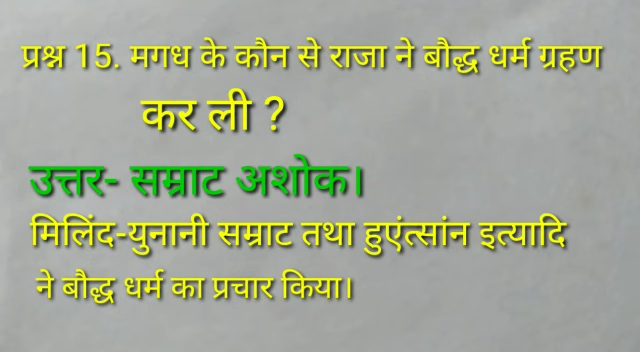 प्रश्न 15. मगध के कौन से राजा ने बौद्ध धर्म ग्रहण
कर ली ?
उत्तर- सम्राट अशोक।
मिलिंद-युनानी सम्राट तथा हुएंत्सांन इत्यादि
ने बौद्ध धर्म का प्रचार किया।